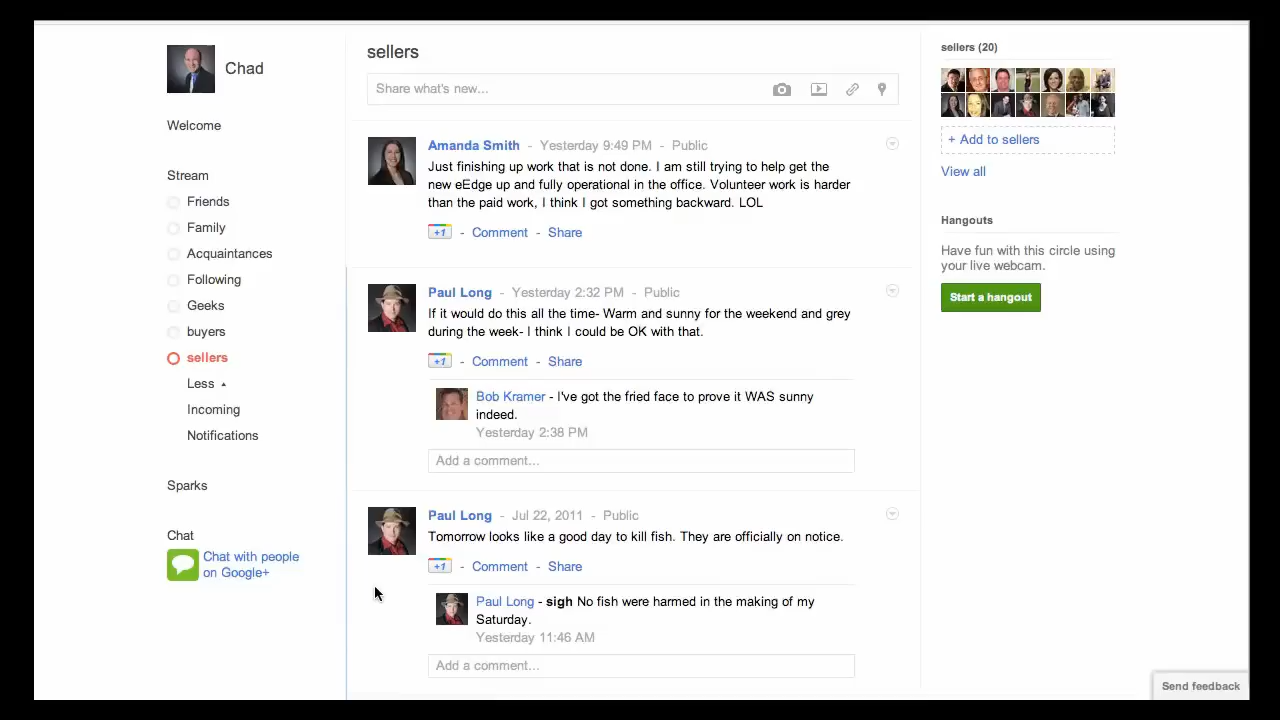 Chad
Welcome
Stream
Friends
Family
Acquaintances
Following
Geeks
buyers
sellers
Less
Incoming
Notifications
Sparks
Chat
Chat with people
on Google+
sellers
Share what's new...
Amanda Smith - Yesterday 9:49 PM - Public
Just finishing up work that is not done. I am still trying to help get the
new eEdge up and fully operational in the office. Volunteer work is harder
than the paid work, I think I got something backward. LOL
+1 - Comment - Share
Paul Long - Yesterday 2:32 PM - Public
If it would do this all the time- Warm and sunny for the weekend and grey
during the week- I think I could be OK with that.
+1 - Comment - Share
Bob Kramer - I've got the fried face to prove it WAS sunny
indeed.
Yesterday 2:38 PM
Add a comment...
Paul Long - Jul 22, 2011 - Public
Tomorrow looks like a good day to kill fish. They are officially on notice.
+1 - Comment - Share
Paul Long - sigh No fish were harmed in the making of my
Saturday.
Yesterday 11:46 AM
Add a comment...
sellers (20)
+ Add to sellers
View all
Hangouts
Have fun with this circle using
your live webcam.
Start a hangout
Send feedback